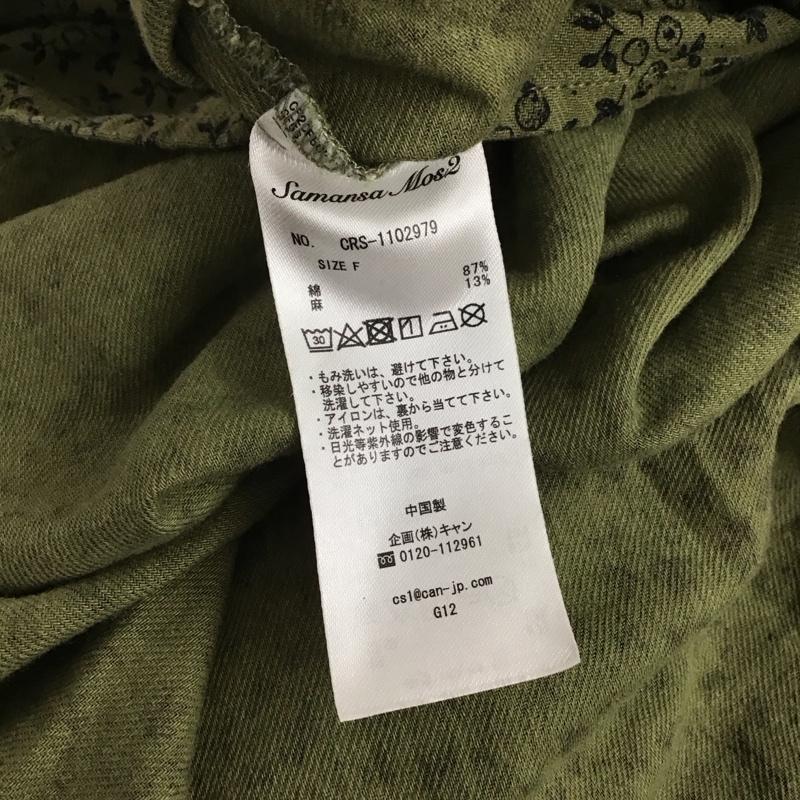 Samansa Mos2
NO. CRS-1102979
SIZE F
綿 87%
麻 13%
30
・もみ洗いは、避けて下さい。
・移染しやすいので他の物と分けて
洗濯して下さい。
・アイロンは、裏から当てて下さい。
・洗濯ネット使用。
・日光等紫外線の影響で変色するこ
とがありますのでご注意ください。
中国製
企画(株)キャン
0120-112961
cs1@can-jp.com
G12